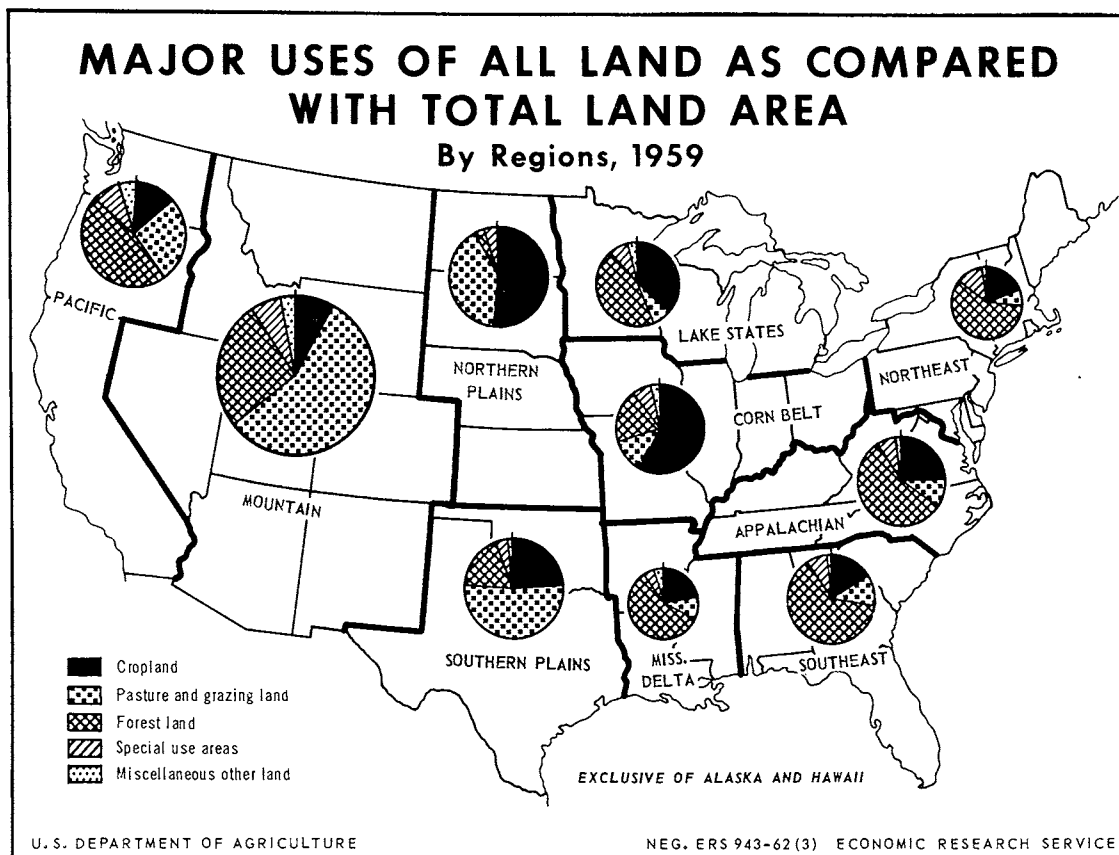 MAJOR USES OF ALL LAND AS COMPARED
WITH TOTAL LAND AREA
By Regions, 1959
PACIFIC
MOUNTAIN
NORTHERN
PLAINS
LAKE STATES
CORN BELT
NORTHEAST
APPALACHIAN
SOUTHERN PLAINS
MISS.
DELTA
SOUTHEAST
Cropland
Pasture and grazing land
Forest land
Special use areas
Miscellaneous other land
EXCLUSIVE OF ALASKA AND HAWAII
U.S. DEPARTMENT OF AGRICULTURE
NEG. ERS 943-62(3) ECONOMIC RESEARCH SERVICE